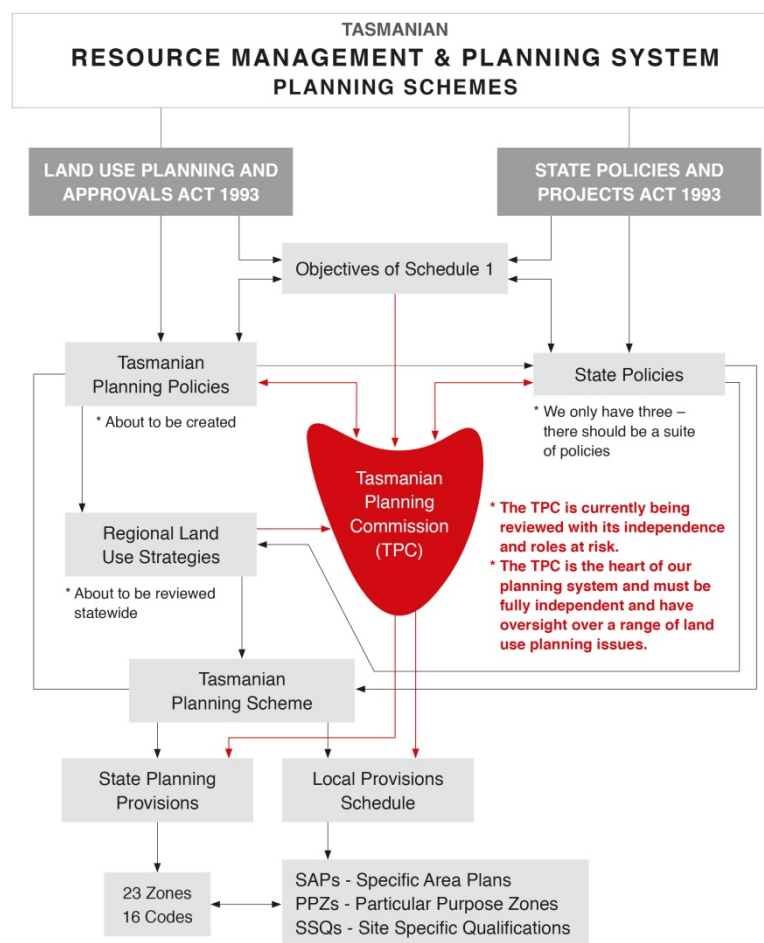 TASMANIAN
RESOURCE MANAGEMENT & PLANNING SYSTEM
PLANNING SCHEMES
LAND USE PLANNING AND
APPROVALS ACT 1993
STATE POLICIES AND
PROJECTS ACT 1993
Objectives of Schedule 1
Tasmanian
Planning Policies
* About to be created
State Policies
* We only have three –
there should be a suite
of policies
Tasmanian
Planning
Commission
(TPC)
Regional Land
Use Strategies
* About to be reviewed
statewide
* The TPC is currently being
reviewed with its independence
and roles at risk.
* The TPC is the heart of our
planning system and must be
fully independent and have
oversight over a range of land
use planning issues.
Tasmanian
Planning Scheme
State Planning
Provisions
Local Provisions
Schedule
23 Zones
16 Codes
SAPs - Specific Area Plans
PPZs - Particular Purpose Zones
SSQs - Site Specific Qualifications